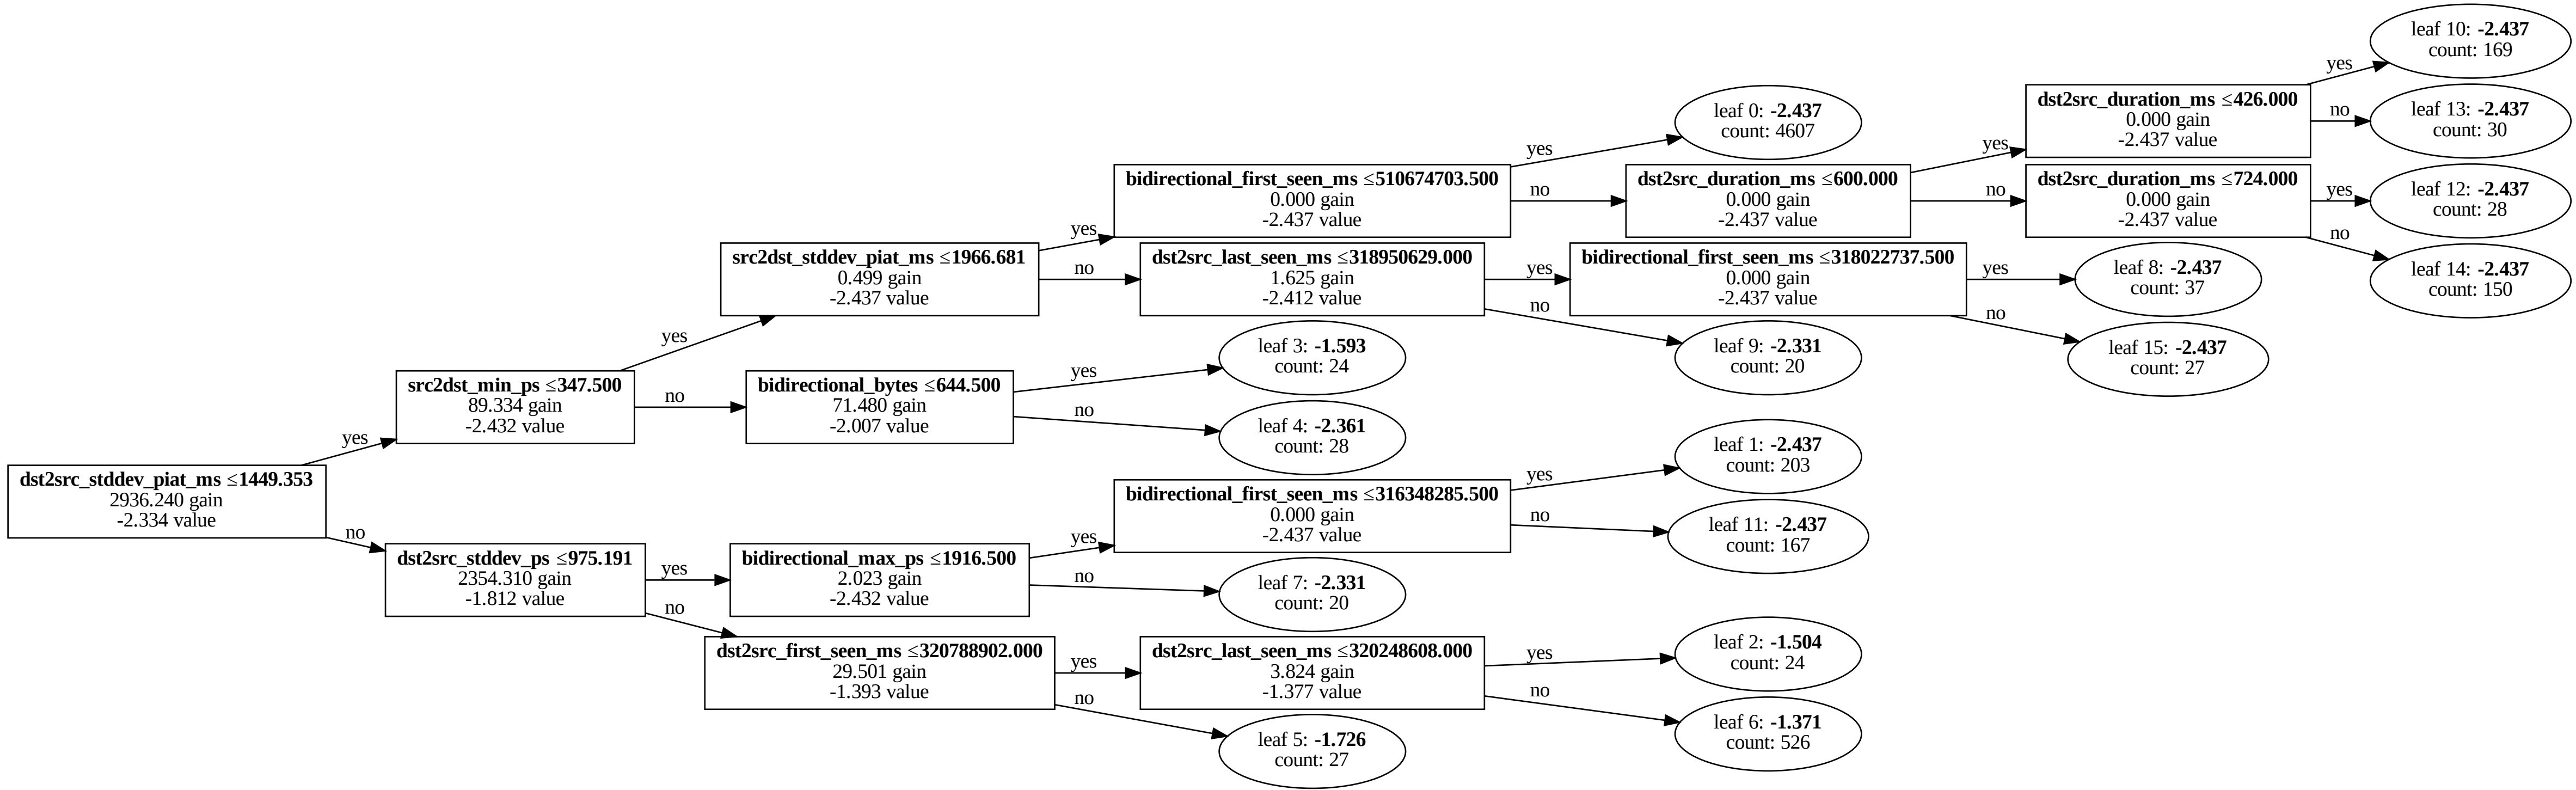 dst2src_stddev_piat_ms ≤1449.353
2936.240 gain
-2.334 value
yes
no
src2dst_min_ps ≤347.500
89.334 gain
-2.432 value
yes
no
dst2src_stddev_ps ≤975.191
2354.310 gain
-1.812 value
yes
no
src2dst_stddev_piat_ms ≤1966.681
0.499 gain
-2.437 value
yes
no
bidirectional_bytes ≤644.500
71.480 gain
-2.007 value
yes
no
bidirectional_max_ps ≤1916.500
2.023 gain
-2.432 value
yes
no
dst2src_first_seen_ms ≤320788902.000
29.501 gain
-1.393 value
yes
no
bidirectional_first_seen_ms ≤510674703.500
0.000 gain
-2.437 value
yes
no
dst2src_last_seen_ms ≤318950629.000
1.625 gain
-2.412 value
yes
no
leaf 3: -1.593
count: 24
leaf 4: -2.361
count: 28
bidirectional_first_seen_ms ≤316348285.500
0.000 gain
-2.437 value
yes
no
leaf 7: -2.331
count: 20
dst2src_last_seen_ms ≤320248608.000
3.824 gain
-1.377 value
yes
no
leaf 5: -1.726
count: 27
leaf 0: -2.437
count: 4607
dst2src_duration_ms ≤600.000
0.000 gain
-2.437 value
yes
no
bidirectional_first_seen_ms ≤318022737.500
0.000 gain
-2.437 value
yes
no
leaf 9: -2.331
count: 20
leaf 1: -2.437
count: 203
leaf 11: -2.437
count: 167
leaf 2: -1.504
count: 24
leaf 6: -1.371
count: 526
dst2src_duration_ms ≤426.000
0.000 gain
-2.437 value
yes
no
dst2src_duration_ms ≤724.000
0.000 gain
-2.437 value
yes
no
leaf 8: -2.437
count: 37
leaf 15: -2.437
count: 27
leaf 10: -2.437
count: 169
leaf 13: -2.437
count: 30
leaf 12: -2.437
count: 28
leaf 14: -2.437
count: 150